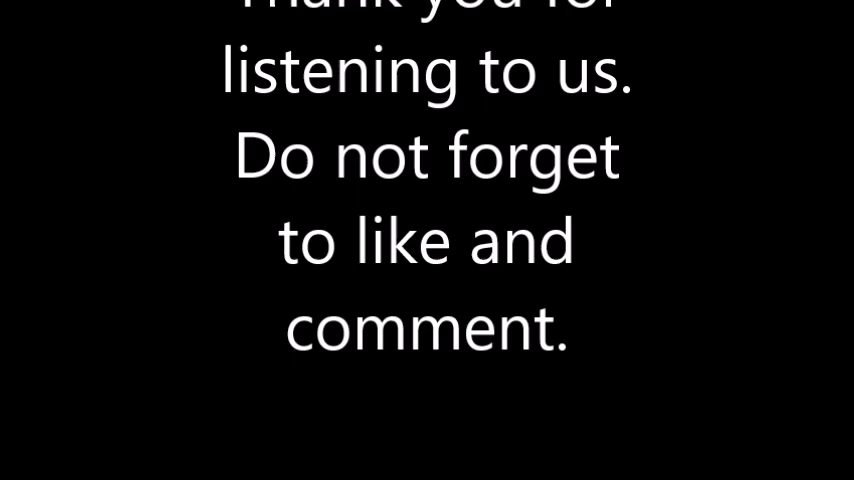 Thank you for
listening to us.
Do not forget
to like and
comment.